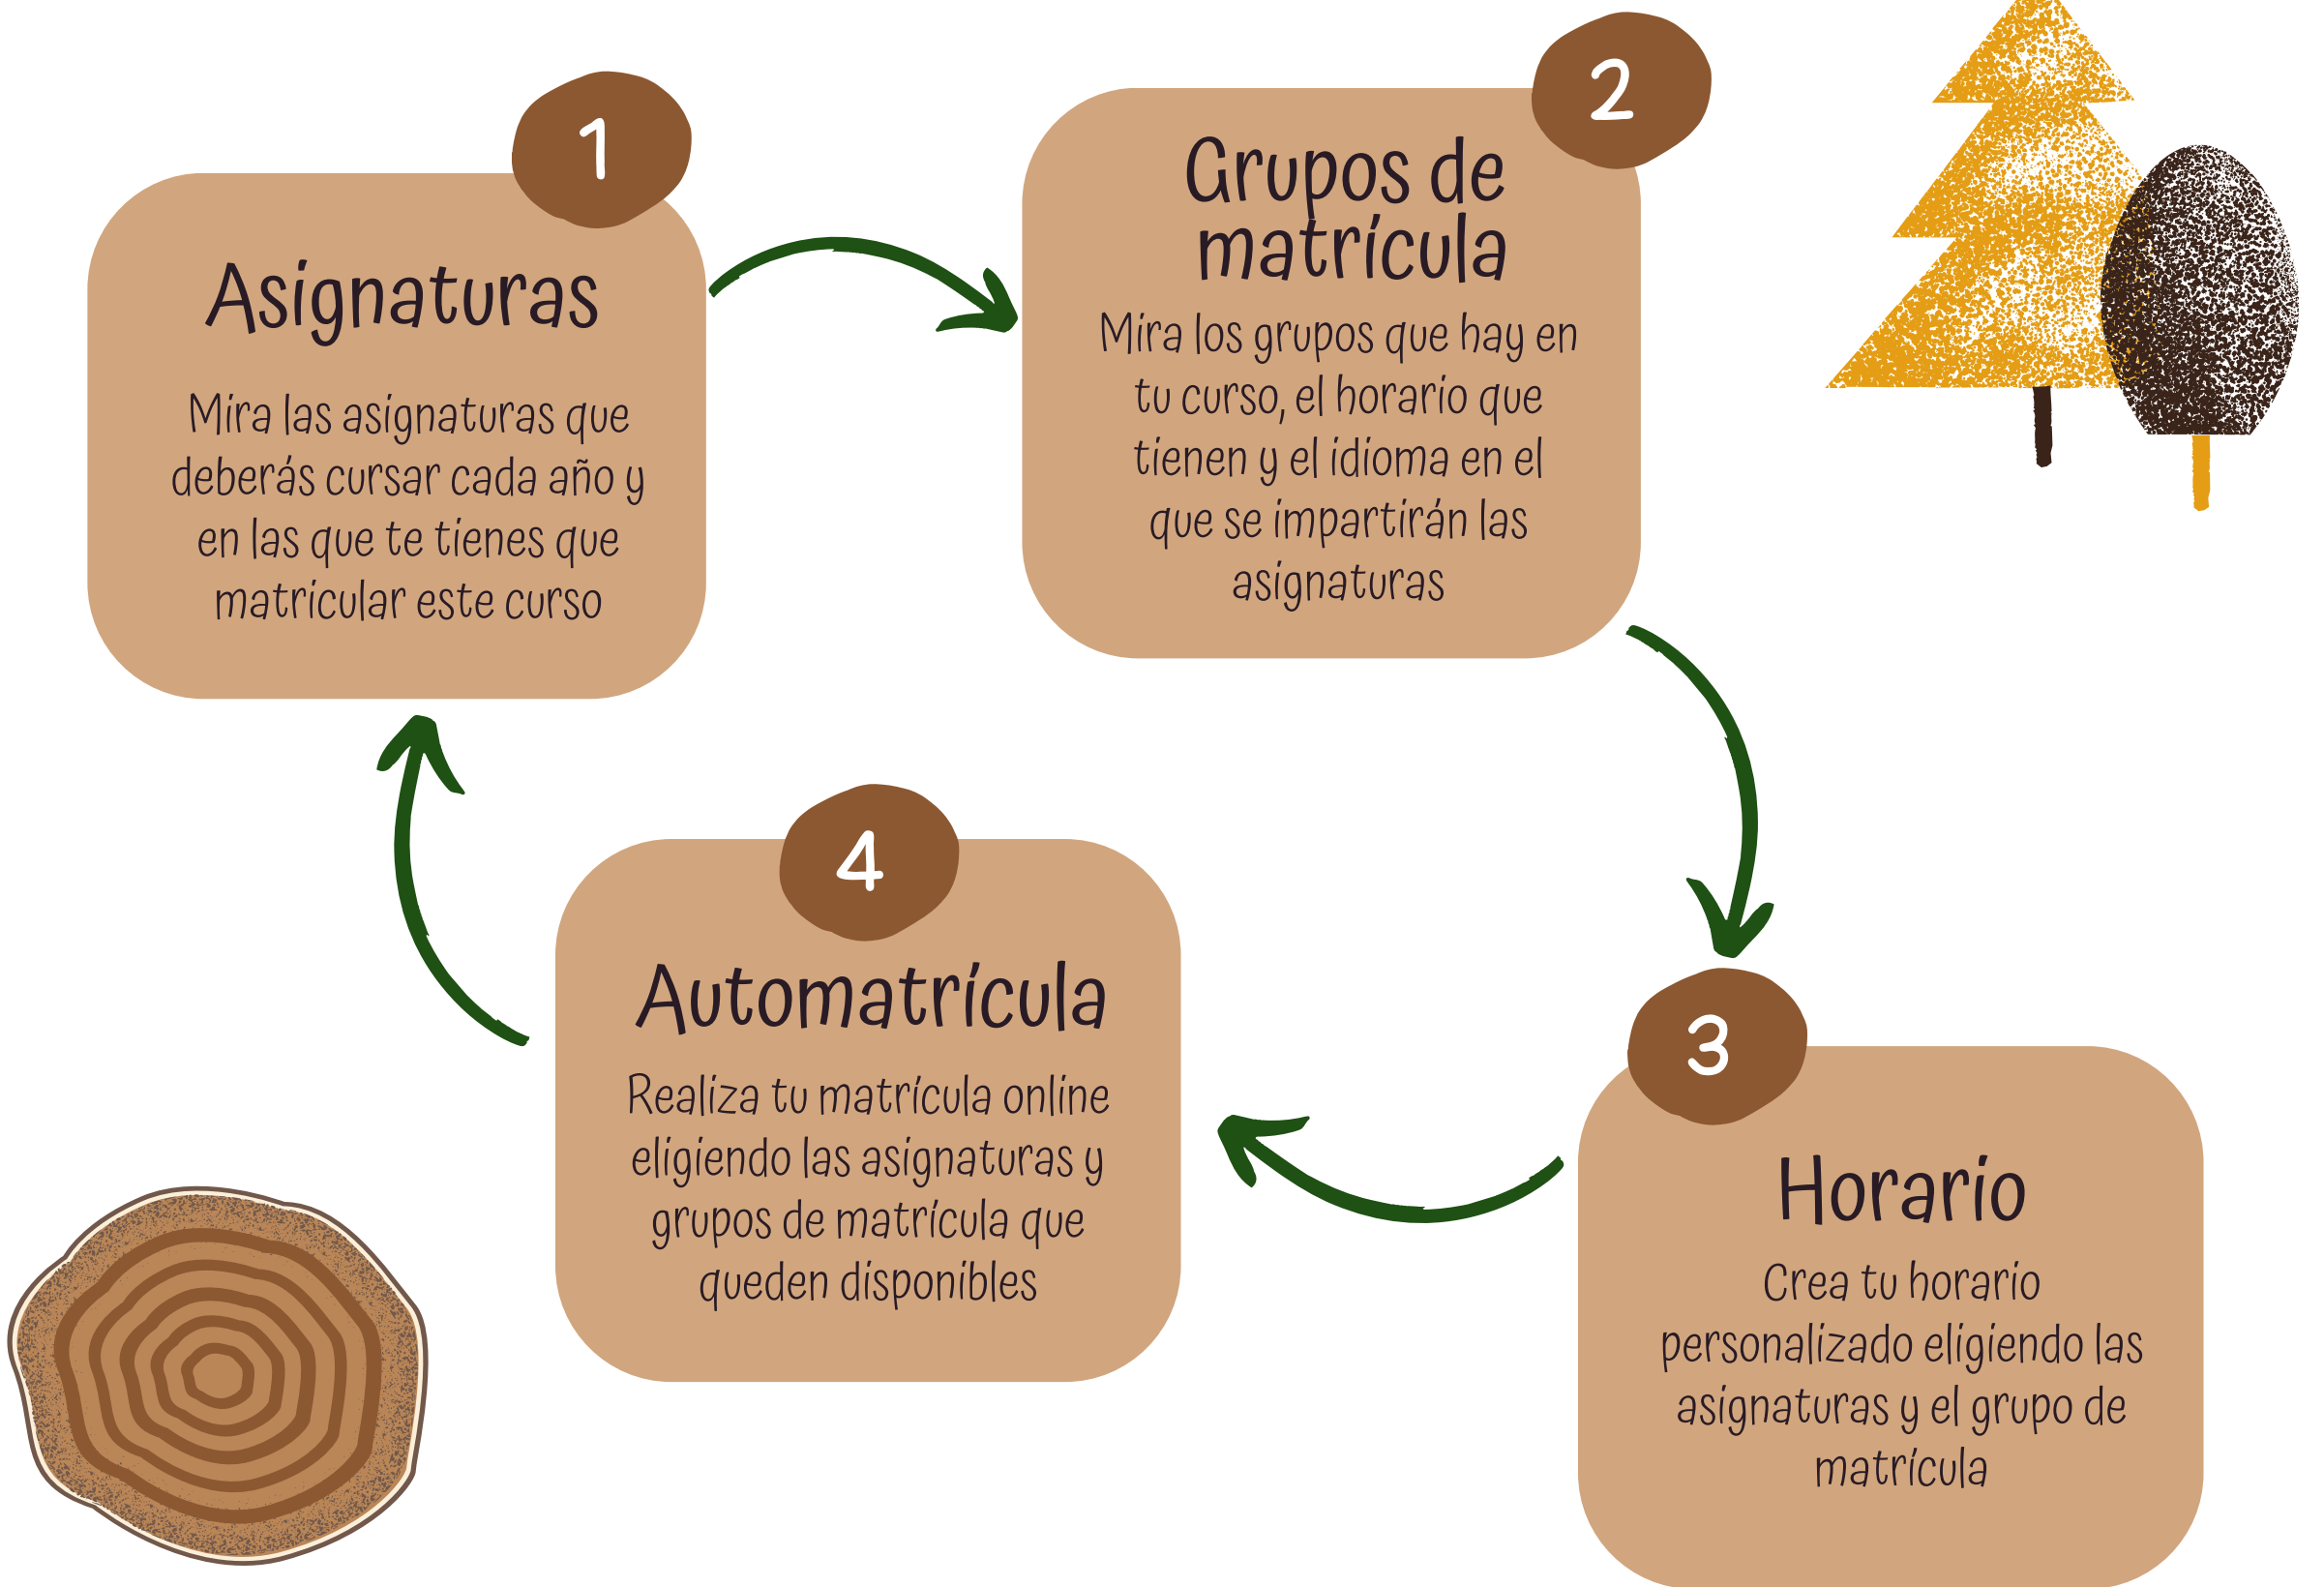 1
Asignaturas
Mira las asignaturas que
deberás cursar cada año y
en las que te tienes que
matricular este curso
2
Grupos de
matrícula
Mira los grupos que hay en
tu curso, el horario que
tienen y el idioma en el
que se impartirán las
asignaturas
3
Horario
Crea tu horario
personalizado eligiendo las
asignaturas y el grupo de
matrícula
4
Automatrícula
Realiza tu matrícula online
eligiendo las asignaturas y
grupos de matrícula que
queden disponibles